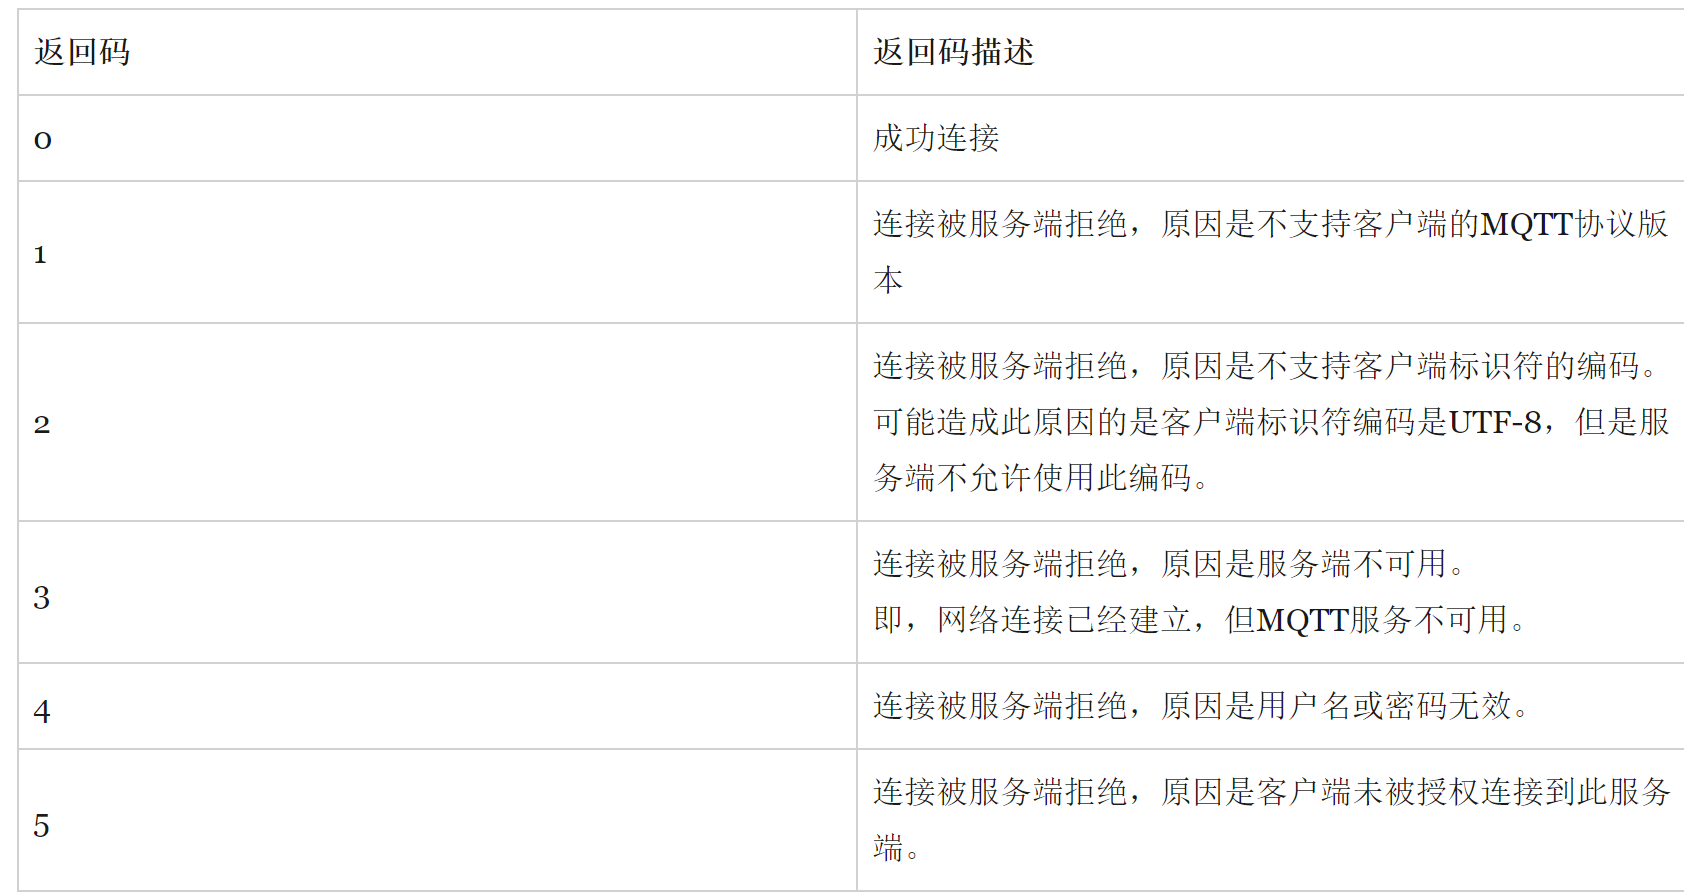 返回码
返回码描述
0
成功连接
1
连接被服务端拒绝，原因是不支持客户端的MQTT协议版
本
2
连接被服务端拒绝，原因是不支持客户端标识符的编码。
可能造成此原因的是客户端标识符编码是UTF-8，但是服
务端不允许使用此编码。
3
连接被服务端拒绝，原因是服务端不可用。
即，网络连接已经建立，但MQTT服务不可用。
4
连接被服务端拒绝，原因是用户名或密码无效。
5
连接被服务端拒绝，原因是客户端未被授权连接到此服务
端。